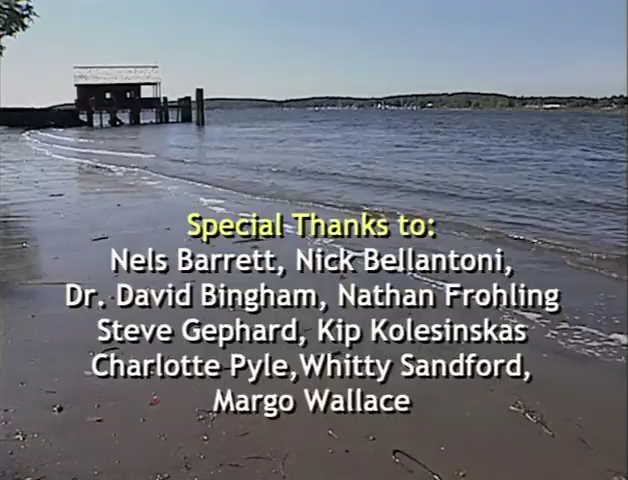 Special Thanks to:
Nels Barrett, Nick Bellantoni,
Dr. David Bingham, Nathan Frohling
Steve Gephard, Kip Kolesinskas
Charlotte Pyle,Whitty Sandford,
Margo Wallace